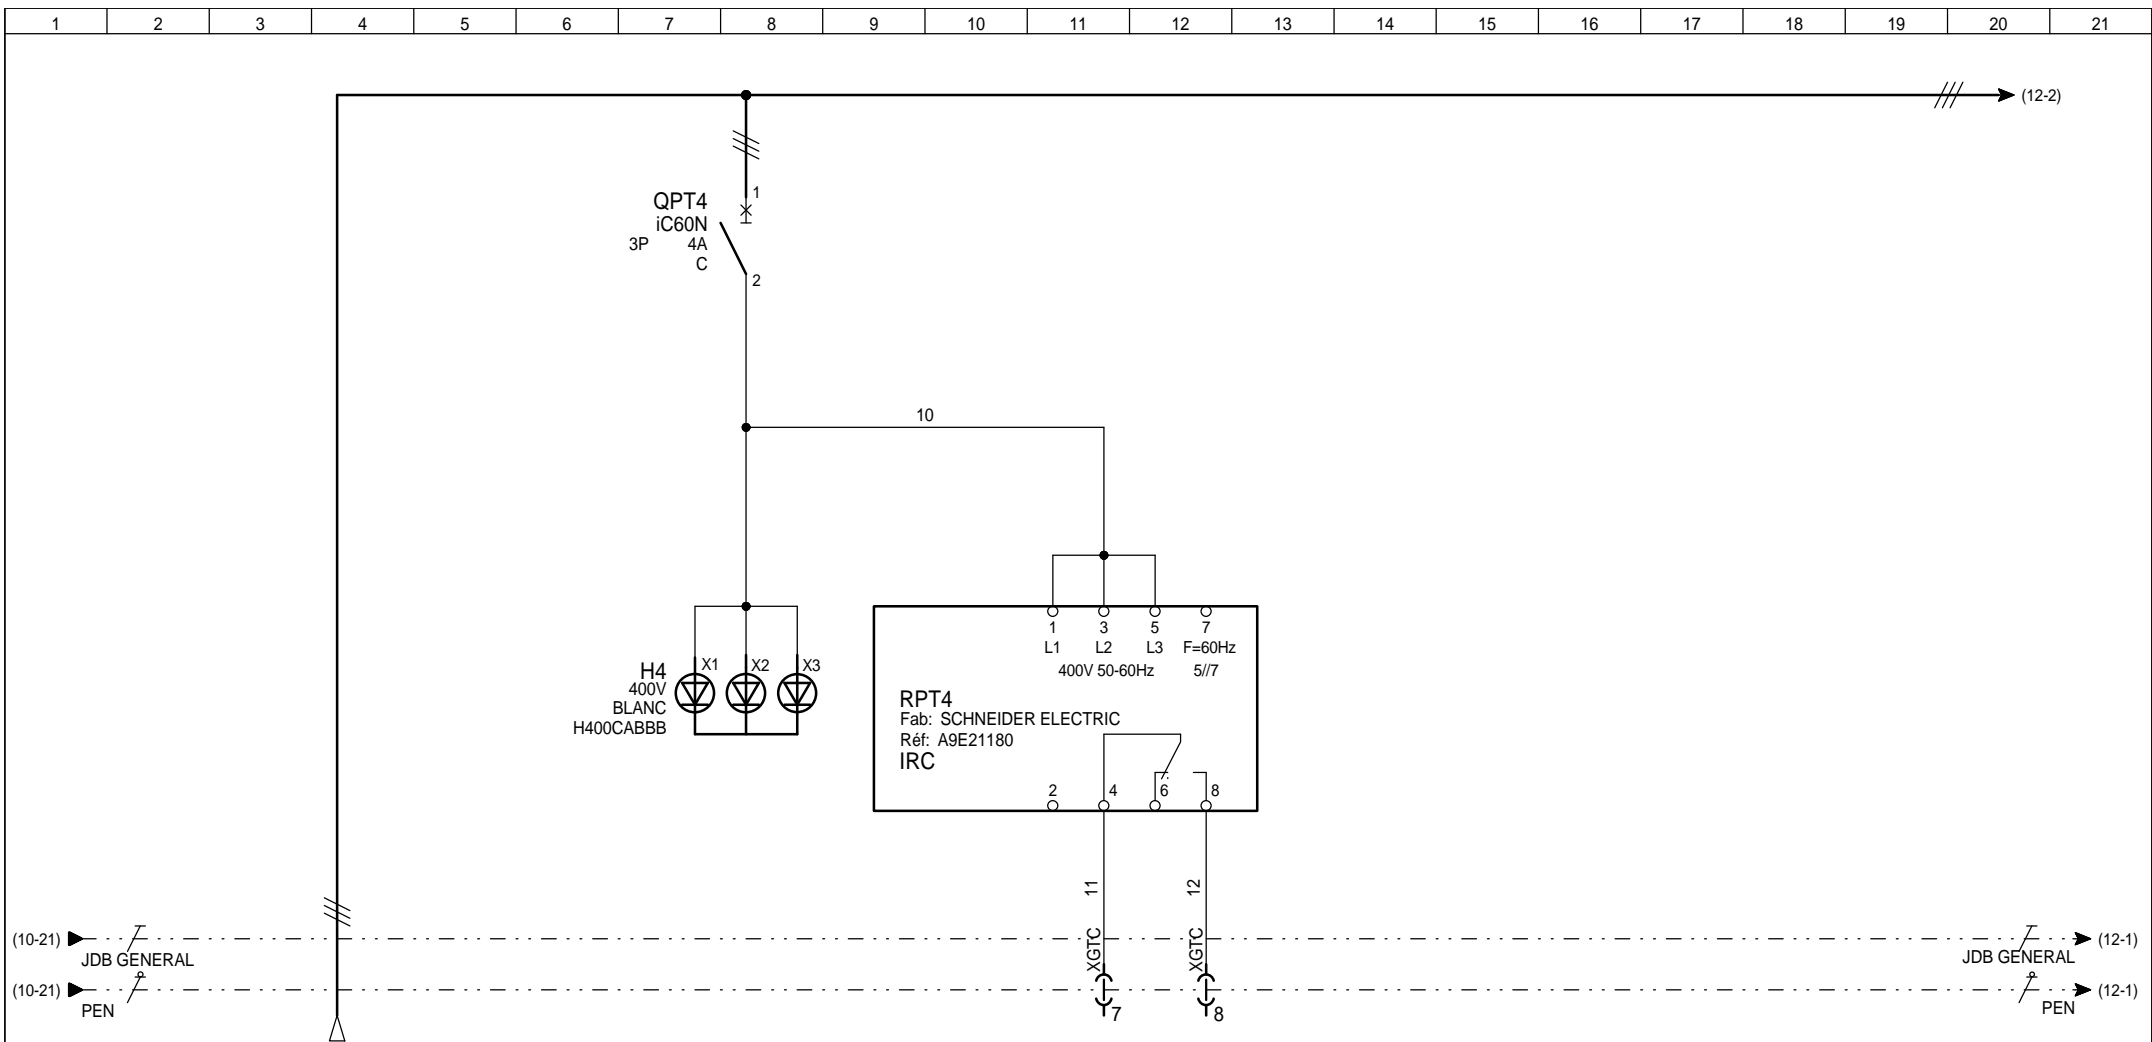 1 2 3 4 5 6 7 8 9 10 11 12 13 14 15 16 17 18 19 20 21
(12-2)
1
QPT4
iC60N
3P 4A
C
2
10
1 3 5 7
L1 L2 L3 F=60Hz
400V 50-60Hz 5//7
H4
400V
BLANC
H400CABBB
X1 X2 X3
RPT4
Fab: SCHNEIDER ELECTRIC
Réf: A9E21180
IRC
2 4 6 8
11 12
XGTC XGTC
7 8
(10-21) (12-1)
JDB GENERAL JDB GENERAL
(10-21) (12-1)
PEN PEN